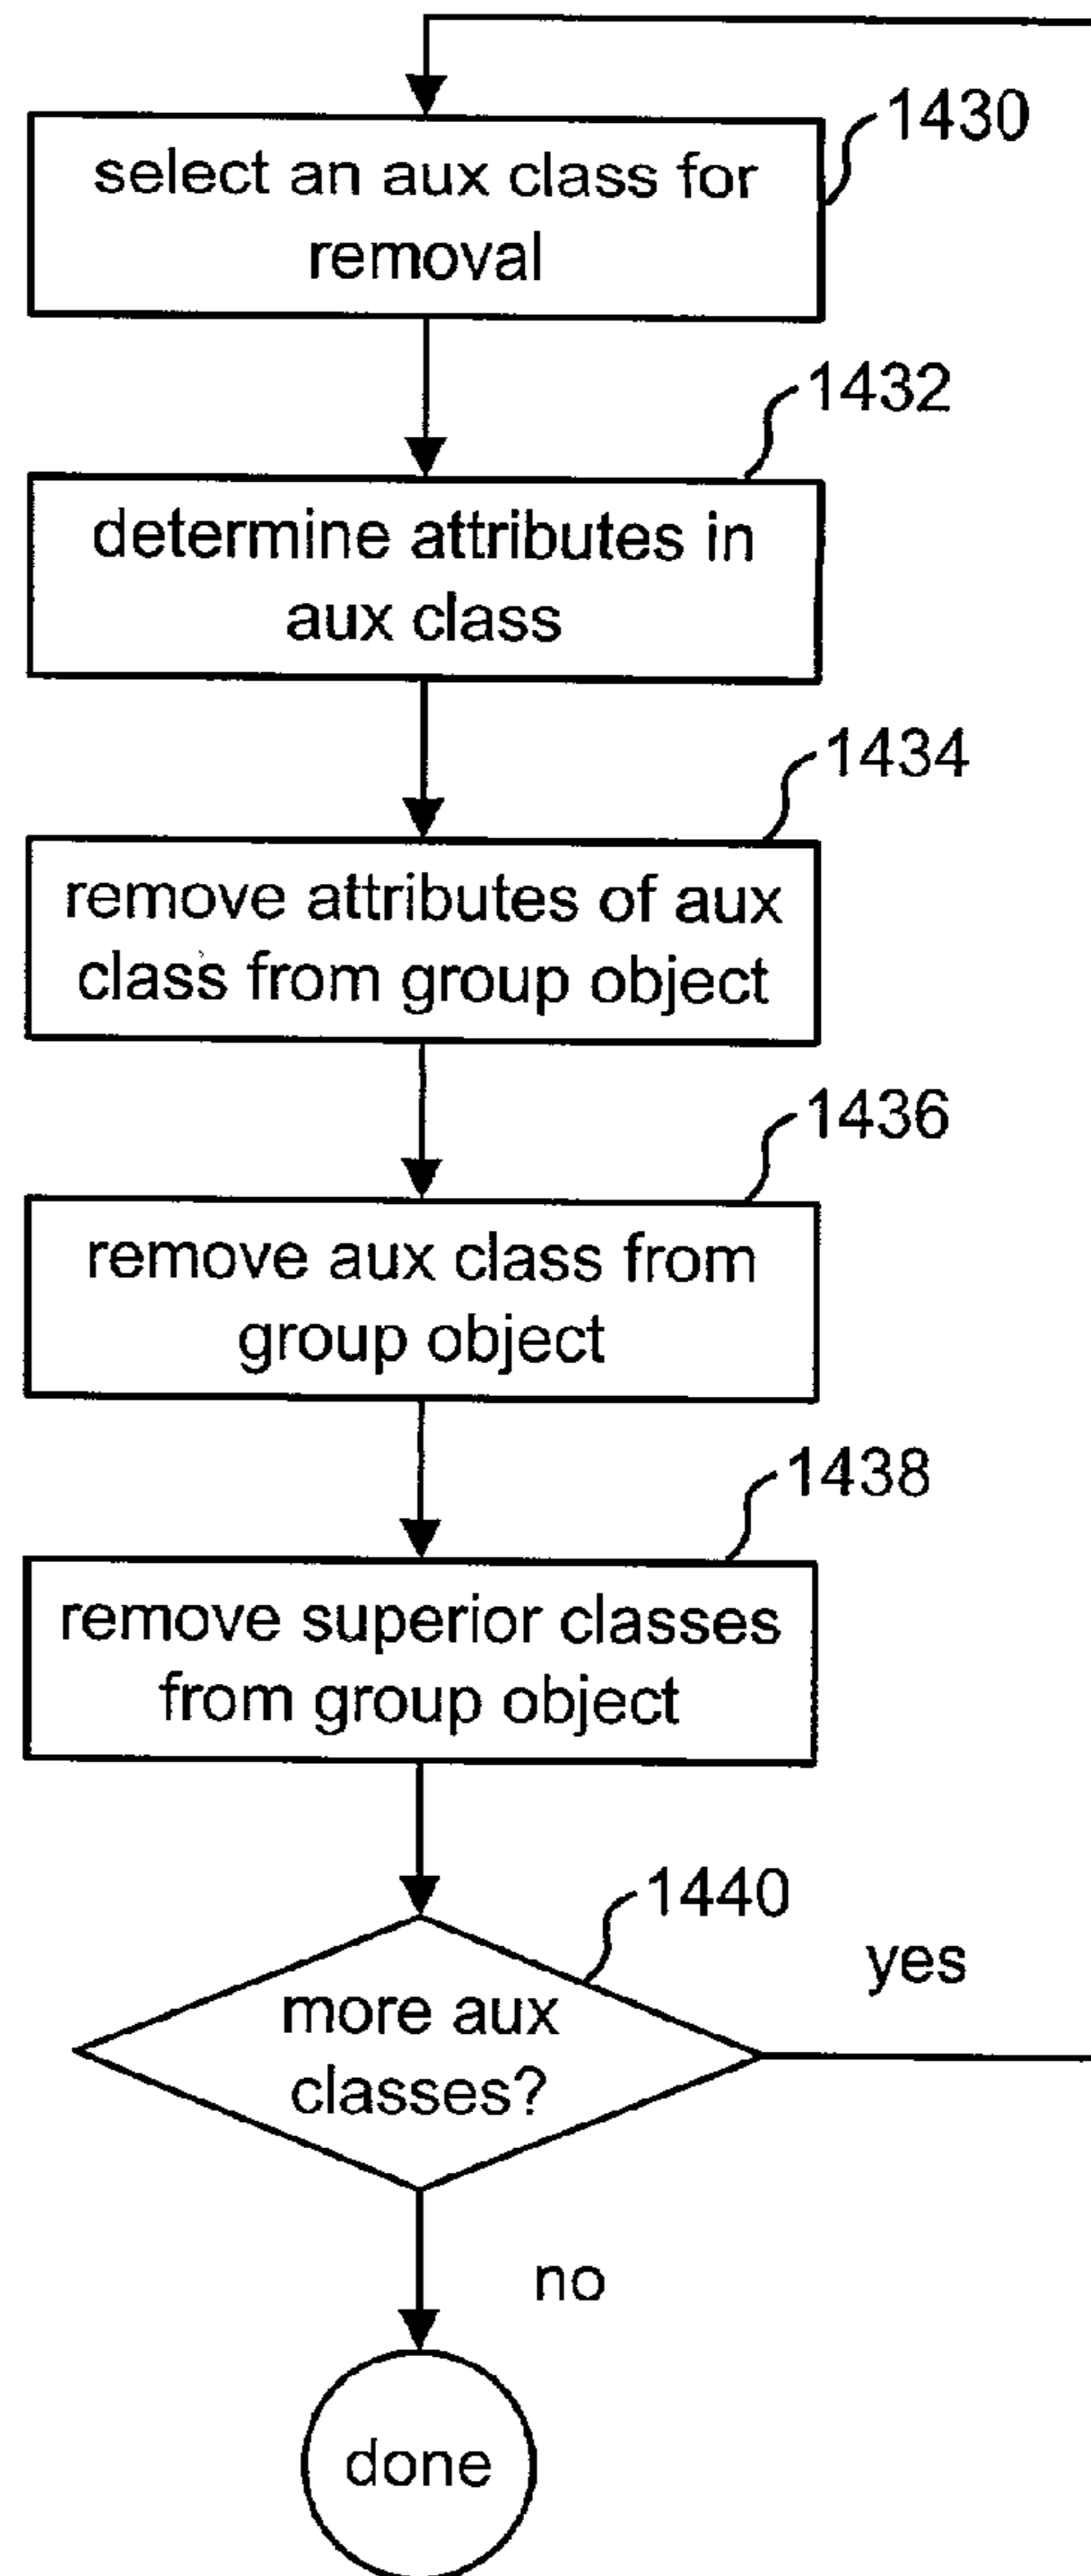 1430
select an aux class for
removal
1432
determine attributes in
aux class
1434
remove attributes of aux
class from group object
1436
remove aux class from
group object
1438
remove superior classes
from group object
1440
more aux
classes?
yes
no
done